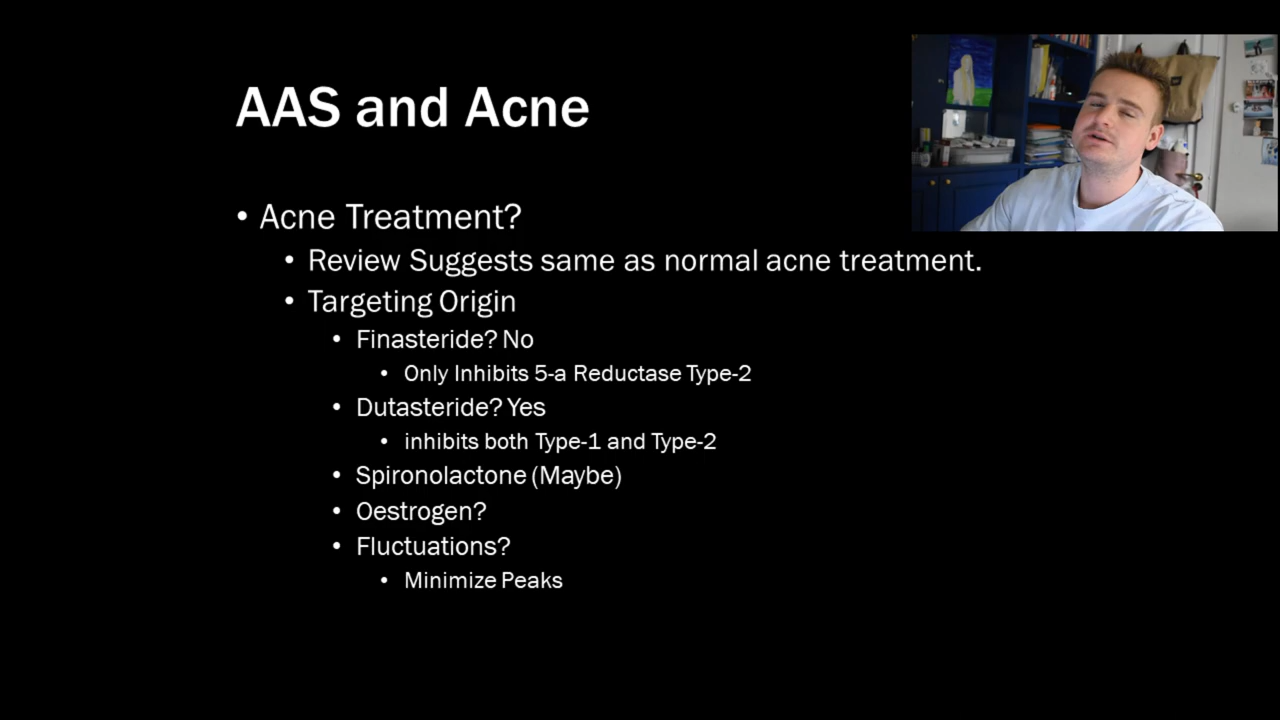 AAS and Acne
• Acne Treatment?
• Review Suggests same as normal acne treatment.
• Targeting Origin
• Finasteride? No
• Only Inhibits 5-a Reductase Type-2
• Dutasteride? Yes
• inhibits both Type-1 and Type-2
• Spironolactone (Maybe)
• Oestrogen?
• Fluctuations?
• Minimize Peaks